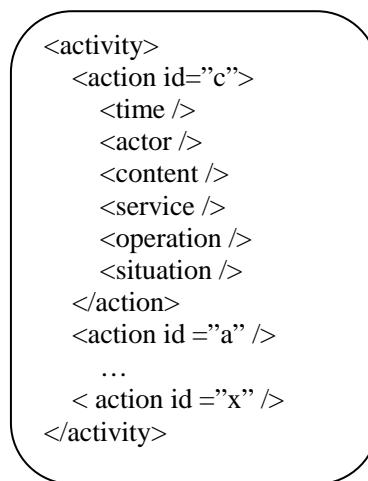 <activity>
<action id=”c”>
<time />
<actor />
<content />
<service />
<operation />
<situation />
</action>
<action id =”a” />
…
< action id =”x” />
</activity>